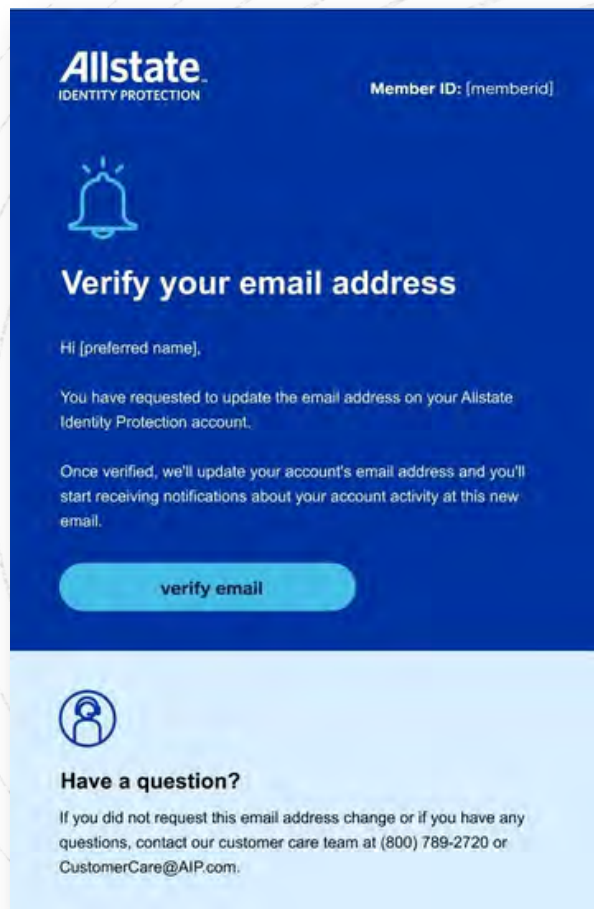 Allstate
IDENTITY PROTECTION
Member ID: [memberid]
Verify your email address
Hi [preferred name],
You have requested to update the email address on your Allstate
Identity Protection account.
Once verified, we'll update your account's email address and you'll
start receiving notifications about your account activity at this new
email.
verify email
Have a question?
If you did not request this email address change or if you have any
questions, contact our customer care team at (800) 789-2720 or
CustomerCare@AIP.com.